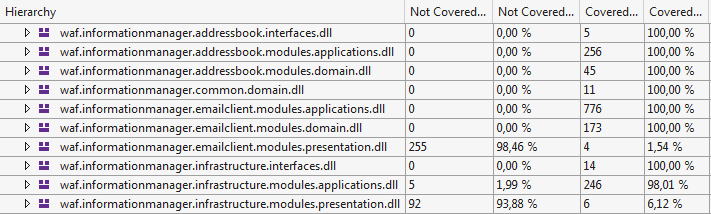 Hierarchy Not Covered... Not Covered... Covered... Covered...
waf.informationmanager.addressbook.interfaces.dll 0 0,00 % 5 100,00 %
waf.informationmanager.addressbook.modules.applications.dll 0 0,00 % 256 100,00 %
waf.informationmanager.addressbook.modules.domain.dll 0 0,00 % 45 100,00 %
waf.informationmanager.common.domain.dll 0 0,00 % 11 100,00 %
waf.informationmanager.emailclient.modules.applications.dll 0 0,00 % 776 100,00 %
waf.informationmanager.emailclient.modules.domain.dll 0 0,00 % 173 100,00 %
waf.informationmanager.emailclient.modules.presentation.dll 255 98,46 % 4 1,54 %
waf.informationmanager.infrastructure.interfaces.dll 0 0,00 % 14 100,00 %
waf.informationmanager.infrastructure.modules.applications.dll 5 1,99 % 246 98,01 %
waf.informationmanager.infrastructure.modules.presentation.dll 92 93,88 % 6 6,12 %